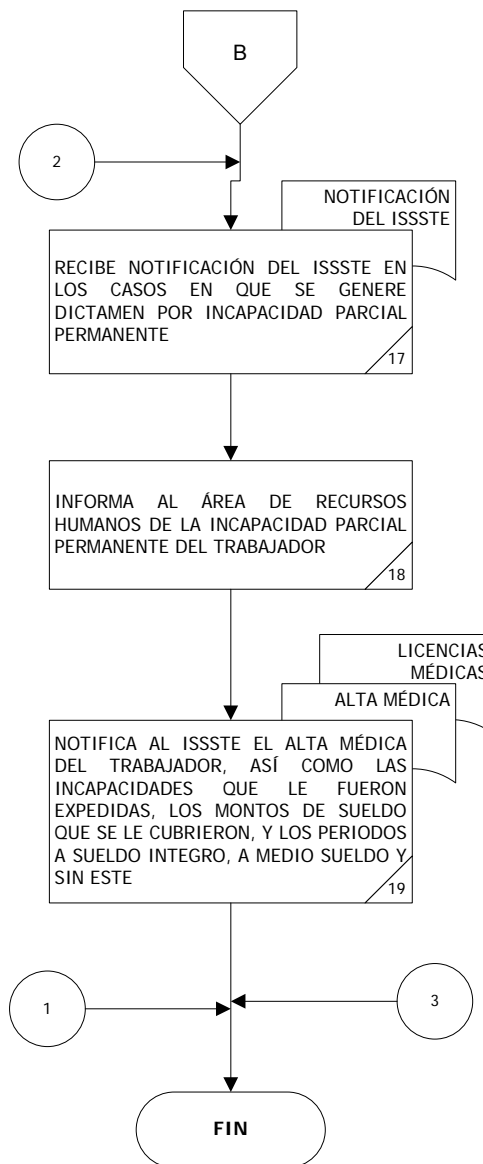 B
2
NOTIFICACIÓN
DEL ISSSTE
RECIBE NOTIFICACIÓN DEL ISSSTE EN
LOS CASOS EN QUE SE GENERE
DICTAMEN POR INCAPACIDAD PARCIAL
PERMANENTE
17
INFORMA AL ÁREA DE RECURSOS
HUMANOS DE LA INCAPACIDAD PARCIAL
PERMANENTE DEL TRABAJADOR
18
LICENCIAS
MÉDICAS
ALTA MÉDICA
NOTIFICA AL ISSSTE EL ALTA MÉDICA
DEL TRABAJADOR, ASÍ COMO LAS
INCAPACIDADES QUE LE FUERON
EXPEDIDAS, LOS MONTOS DE SUELDO
QUE SE LE CUBRIERON, Y LOS PERIODOS
A SUELDO INTEGRO, A MEDIO SUELDO Y
SIN ESTE
19
1
3
FIN